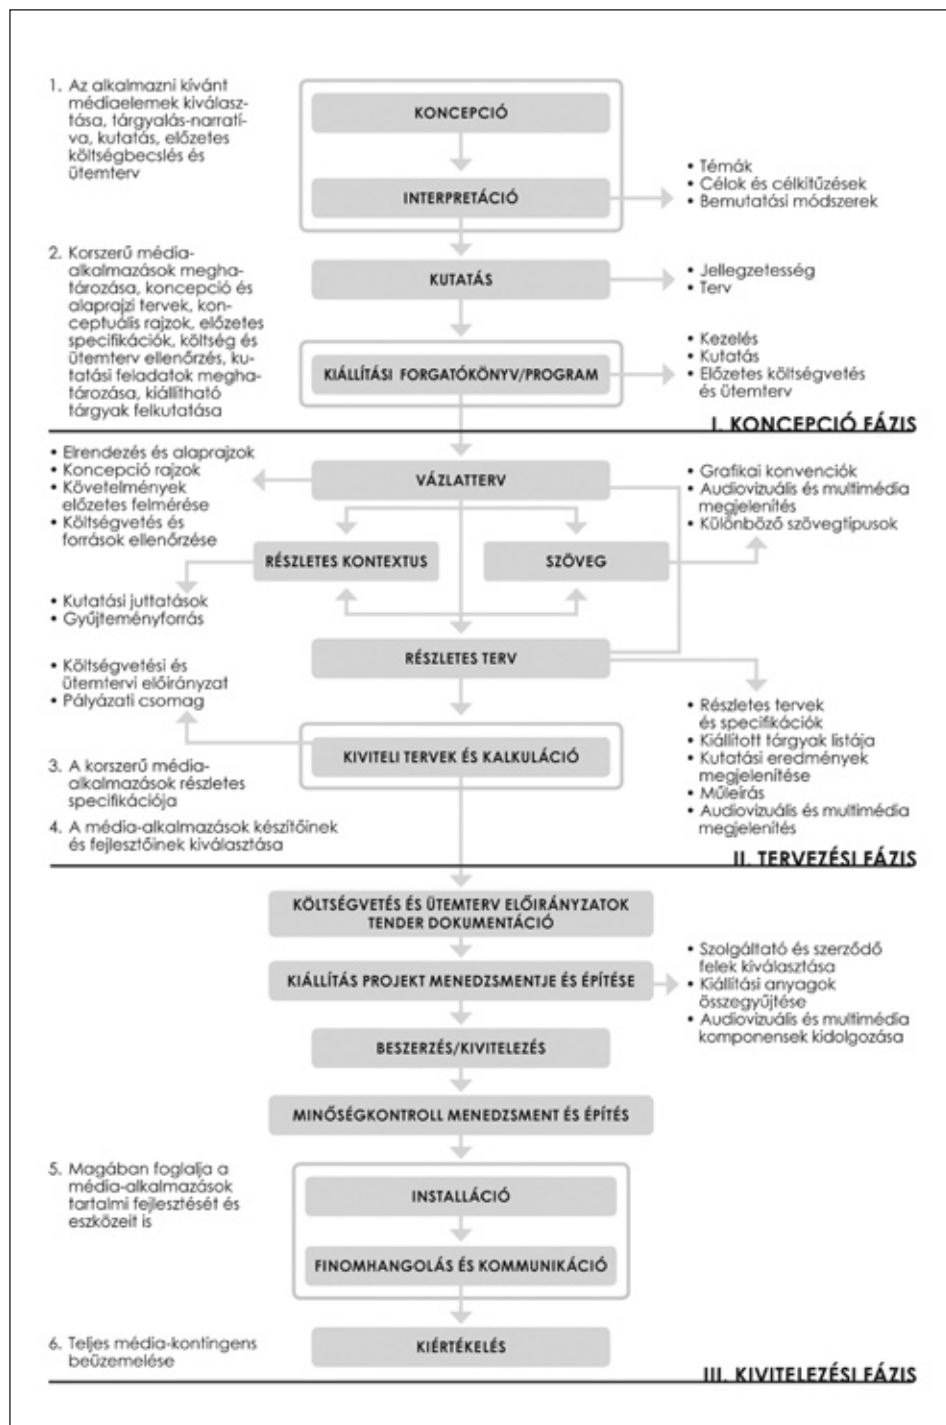 1. Az alkalmazni kívánt
médiaelemek kiválasz-
tása, tárgyalás-narratí-
va, kutatás, előzetes
költségbecslés és
ütemterv
KONCEPCIÓ
INTERPRETÁCIÓ
• Témák
• Célok és célkitűzések
• Bemutatási módszerek
2. Korszerű média-
alkalmazások megha-
tározása, koncepció és
alaprajzi tervek, kon-
ceptuális rajzok, előzetes
specifikációk, költség és
ütemterv ellenőrzés, ku-
tatási feladatok megha-
tározása, kiállítható
tárgyak felkutatása
KUTATÁS
• Jellegzetesség
• Terv
KIÁLLÍTÁSI FORGATÓKÖNYV/PROGRAM
• Kezelés
• Kutatás
• Előzetes költségvetés
és ütemterv
I. KONCEPCIÓ FÁZIS
• Elrendezés és alaprajzok
• Koncepció rajzok
• Követelmények
előzetes felmérése
• Költségvetés és
források ellenőrzése
VÁZLATTERV
• Grafikai konvenciók
• Audiovizuális és multimédia
megjelenítés
• Különböző szövegtípusok
RÉSZLETES KONTEXTUS
SZÖVEG
• Kutatási juttatások
• Gyűjteményforrás
RÉSZLETES TERV
• Költségvetési és
ütemtervi előirányzat
• Pályázati csomag
• Részletes tervek
és specifikációk
• Kiállított tárgyak listája
• Kutatási eredmények
megjelenítése
• Műleírás
• Audiovizuális és multimédia
megjelenítés
KIVITELI TERVEK ÉS KALKULÁCIÓ
3. A korszerű média-
alkalmazások részletes
specifikációja
4. A média-alkalmazások készítőinek
és fejlesztőinek kiválasztása
II. TERVEZÉSI FÁZIS
KÖLTSÉGVETÉS ÉS ÜTEMTERV ELŐIRÁNYZATOK
TENDER DOKUMENTÁCIÓ
KIÁLLÍTÁS PROJEKT MENEDZSMENTJE ÉS ÉPÍTÉSE
• Szolgáltató és szerződő
felek kiválasztása
• Kiállítási anyagok
összegyűjtése
• Audiovizuális és multimédia
komponensek kidolgozása
BESZERZÉS/KIVITELEZÉS
MINŐSÉGKONTROLL MENEDZSMENT ÉS ÉPÍTÉS
5. Magában foglalja a
média-alkalmazások
tartalmi fejlesztését és
eszközeit is
INSTALLÁCIÓ
FINOMHANGOLÁS ÉS KOMMUNIKÁCIÓ
6. Teljes média-kontingens
beüzemelése
KIÉRTÉKELÉS
III. KIVITELEZÉSI FÁZIS